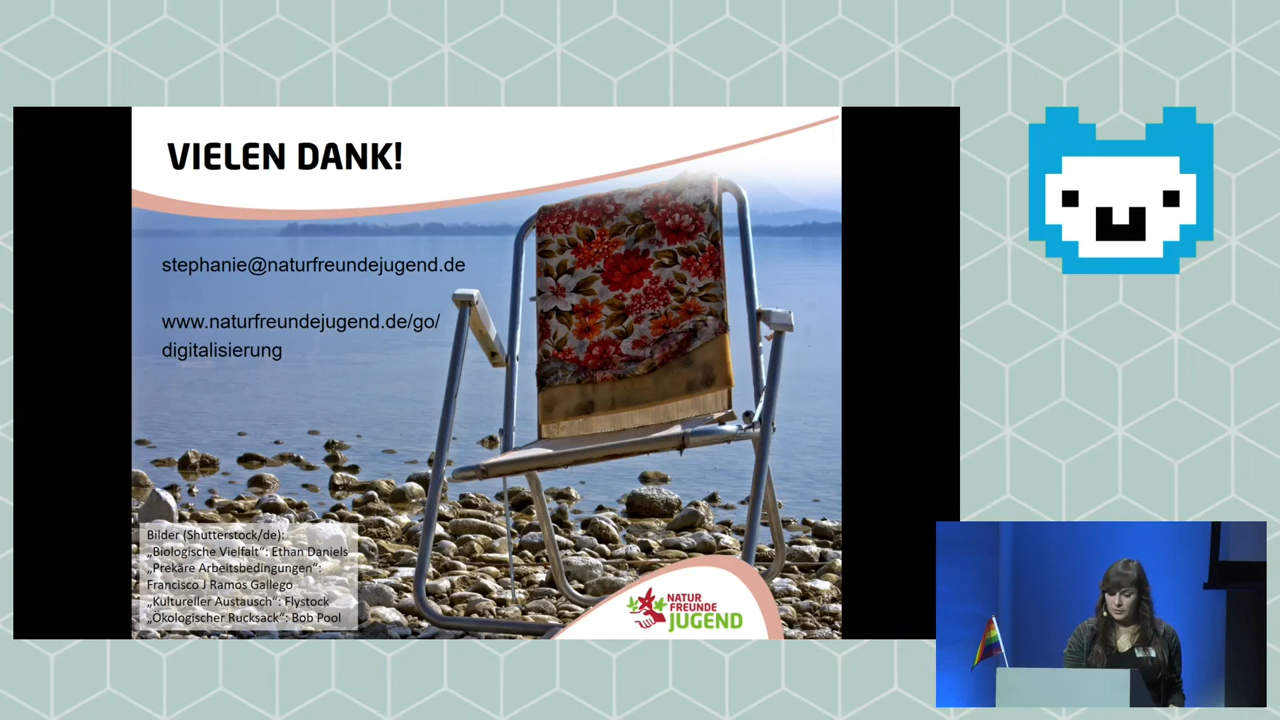 VIELEN DANK!
stephanie@naturfreundejugend.de
www.naturfreundejugend.de/go/
digitalisierung
Bilder (Shutterstock/de):
„Biologische Vielfalt“: Ethan Daniels
„Prekäre Arbeitsbedingungen“:
Francisco J Ramos Gallego
„Kultureller Austausch“: Flystock
„Ökologischer Rucksack“: Bob Pool
NATUR
FREUNDE
JUGEND